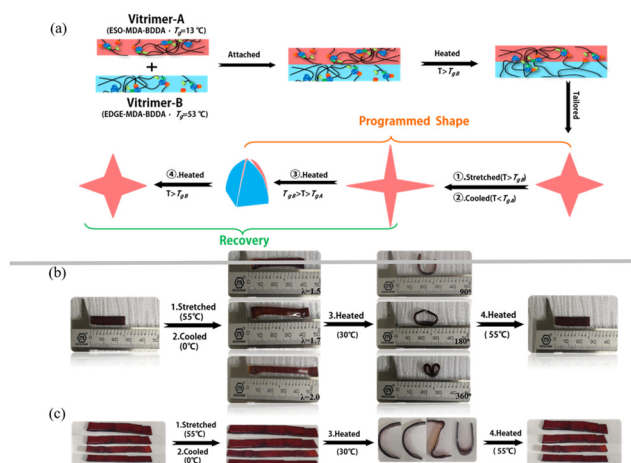 (a)
Vitrimer-A
(ESO-MDA-BDDA · Tg=13 ℃)
+
Vitrimer-B
(EDGE-MDA-BDDA · Tg=53 ℃)
Attached
Heated
T>TgB
Tailored
Programmed Shape
④.Heated
T>TgB
③.Heated
TgB>T>TgA
①.Stretched(T>TgB)
②.Cooled(T<TgA)
Recovery
(b)
1.Stretched
(55℃)
2.Cooled
(0℃)
λ=1.5
λ=1.7
λ=2.0
3.Heated
(30℃)
90°
180°
360°
4.Heated
(55℃)
(c)
1.Stretched
(55℃)
2.Cooled
(0℃)
3.Heated
(30℃)
4.Heated
(55℃)